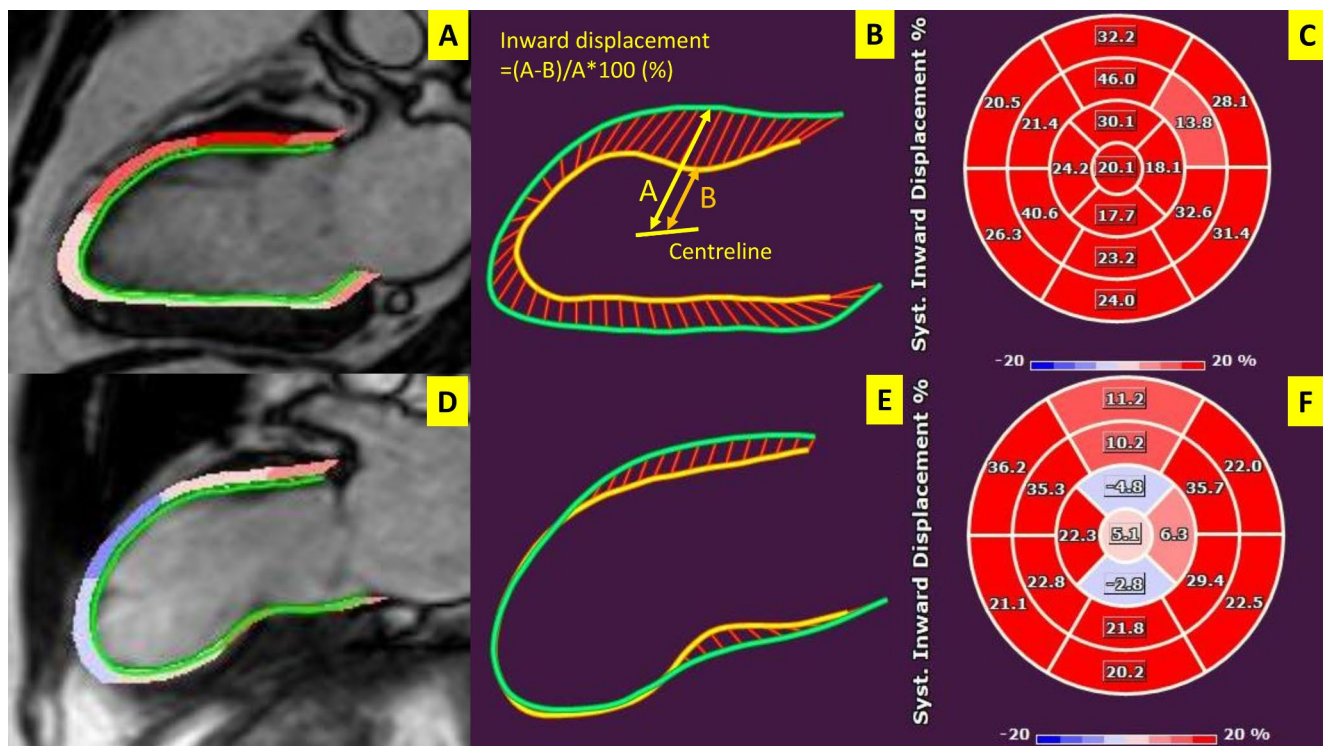 A
Inward displacement
=(A-B)/A*100 (%)
B
A
B
Centreline
Syst. Inward Displacement %
C
32.2
46.0
20.5
28.1
21.4
13.8
30.1
24.2
20.1
18.1
17.7
40.6
32.6
26.3
31.4
23.2
24.0
-20
20 %
D
E
Syst. Inward Displacement %
F
11.2
10.2
36.2
22.0
35.3
35.7
-4.8
22.3
5.1
6.3
-2.8
22.8
29.4
21.1
22.5
21.8
20.2
-20
20 %